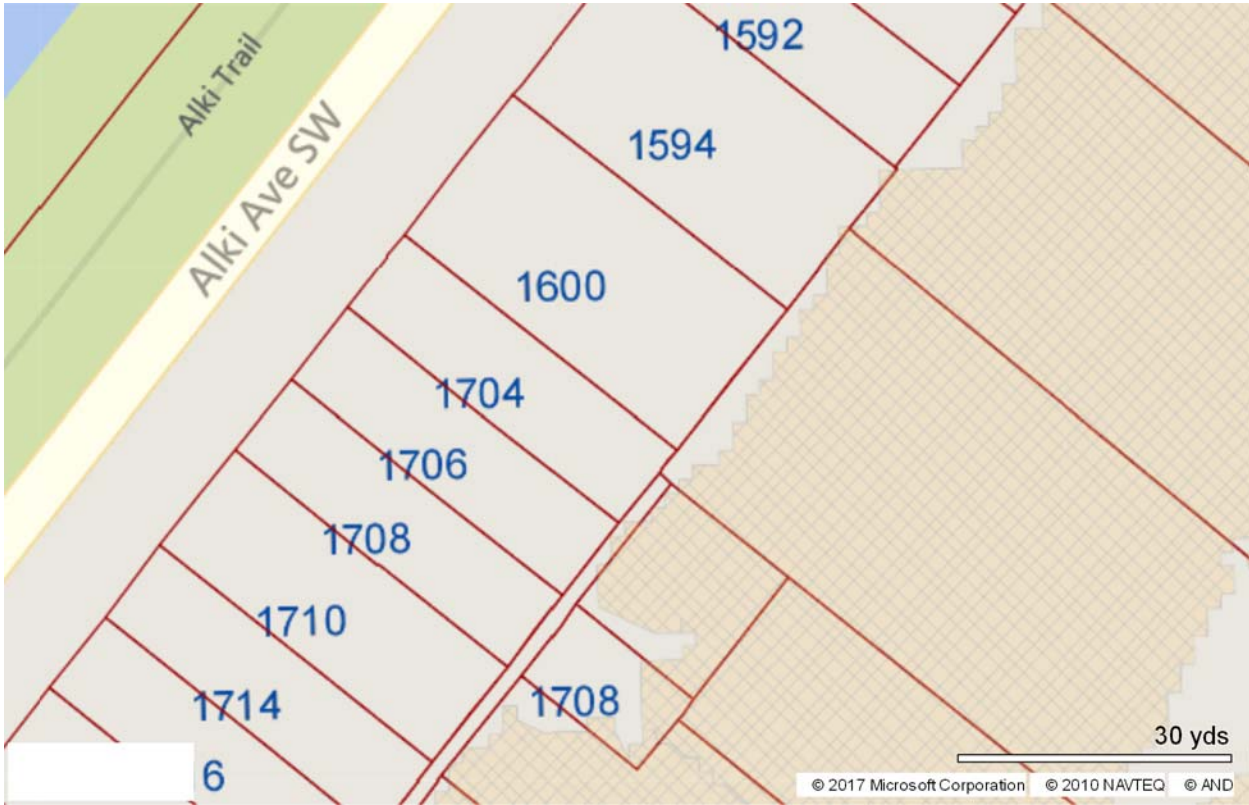 1592
Alki Trail
1594
Alki Ave SW
1600
1704
1706
1708
1710
1708
1714
6
30 yds
© 2017 Microsoft Corporation © 2010 NAVTEQ © AND